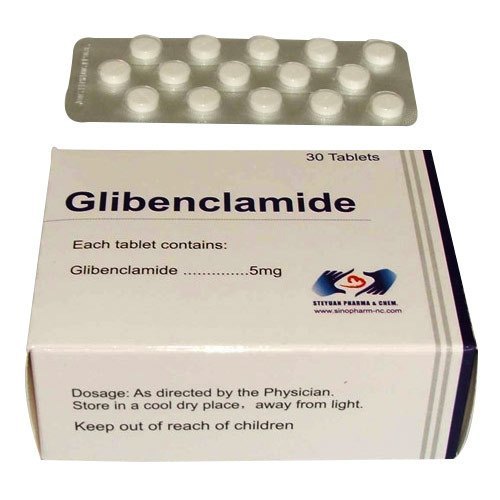 30 Tablets
Glibenclamide
Each tablet contains:
Glibenclamide ..............5mg
STEYUAN PHARMA & CHEM.
www.sinopharm-nc.com
Dosage: As directed by the Physician.
Store in a cool dry place, away from light.
Keep out of reach of children